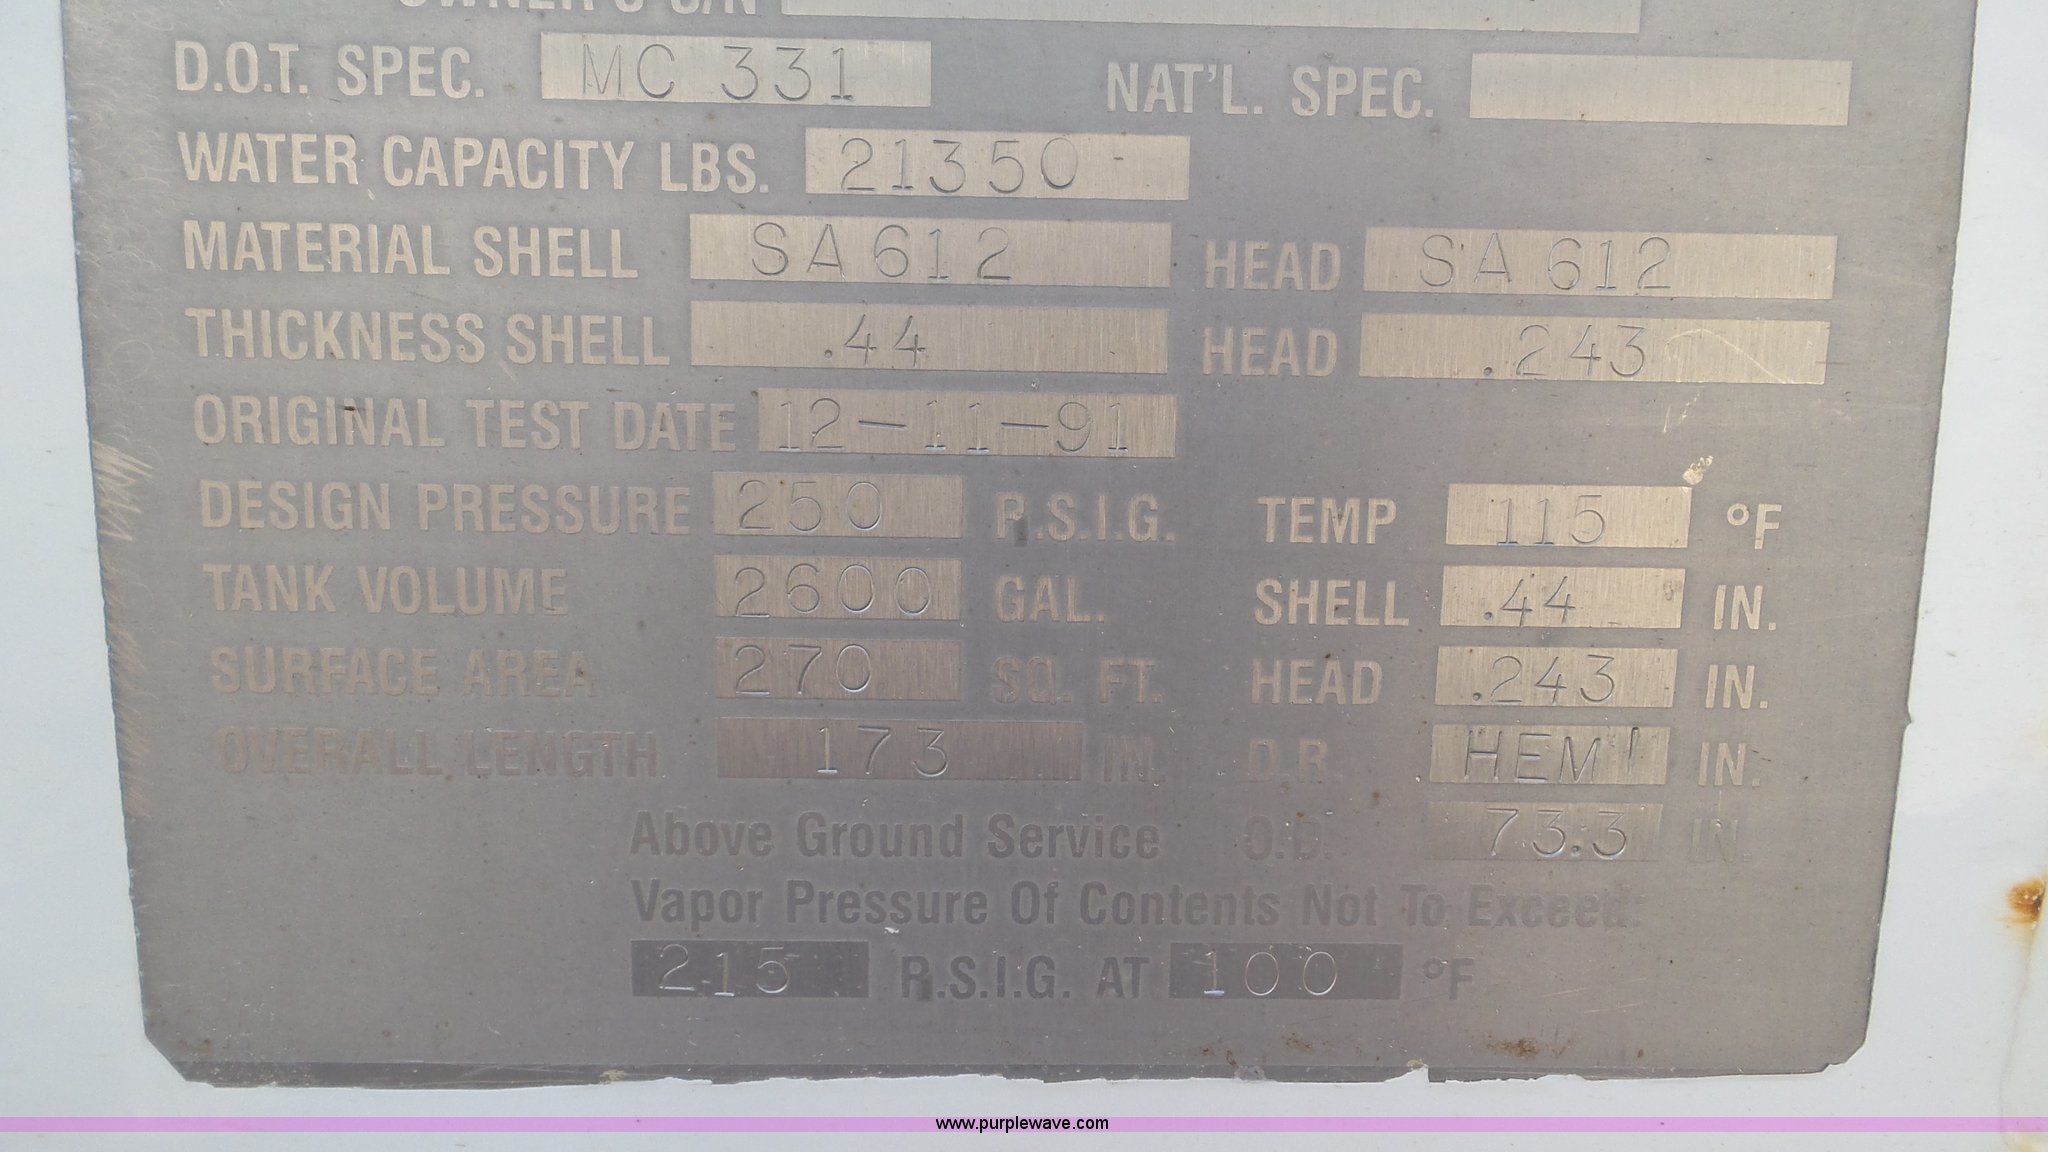 OWNER'S S/N
D.O.T. SPEC. MC 331 NAT'L. SPEC.
WATER CAPACITY LBS. 21350
MATERIAL SHELL SA612 HEAD SA 612
THICKNESS SHELL .44 HEAD .243
ORIGINAL TEST DATE 12-11-91
DESIGN PRESSURE 250 P.S.I.G. TEMP 115 °F
TANK VOLUME 2600 GAL. SHELL .44 IN.
SURFACE AREA 270 SQ. FT. HEAD .243 IN.
OVERALL LENGTH 173 IN. D.R. HEMI IN.
Above Ground Service O.D. 73.3 IN.
Vapor Pressure Of Contents Not To Exceed:
215 P.S.I.G. AT 100 °F
www.purplewave.com